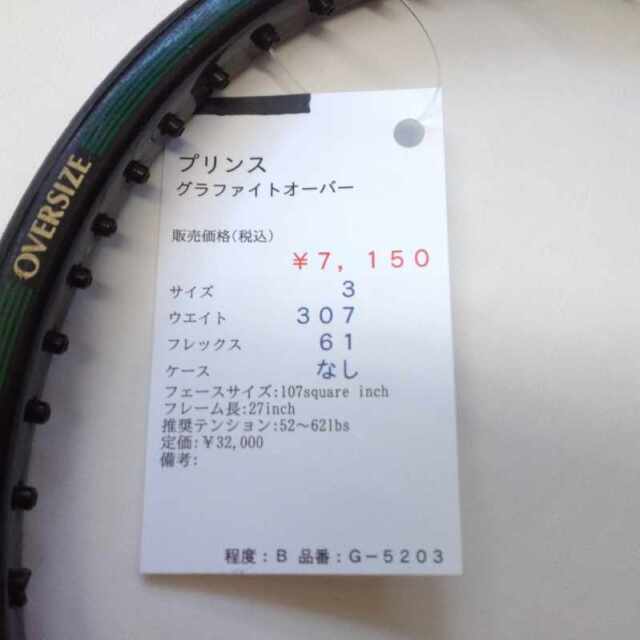 OVERSIZE
プリンス
グラファイトオーバー
販売価格(税込)
￥7，150
サイズ 3
ウエイト 307
フレックス 61
ケース なし
フェースサイズ:107square inch
フレーム長:27inch
推奨テンション:52～62lbs
定価:￥32,000
備考:
程度：B 品番：G－5203